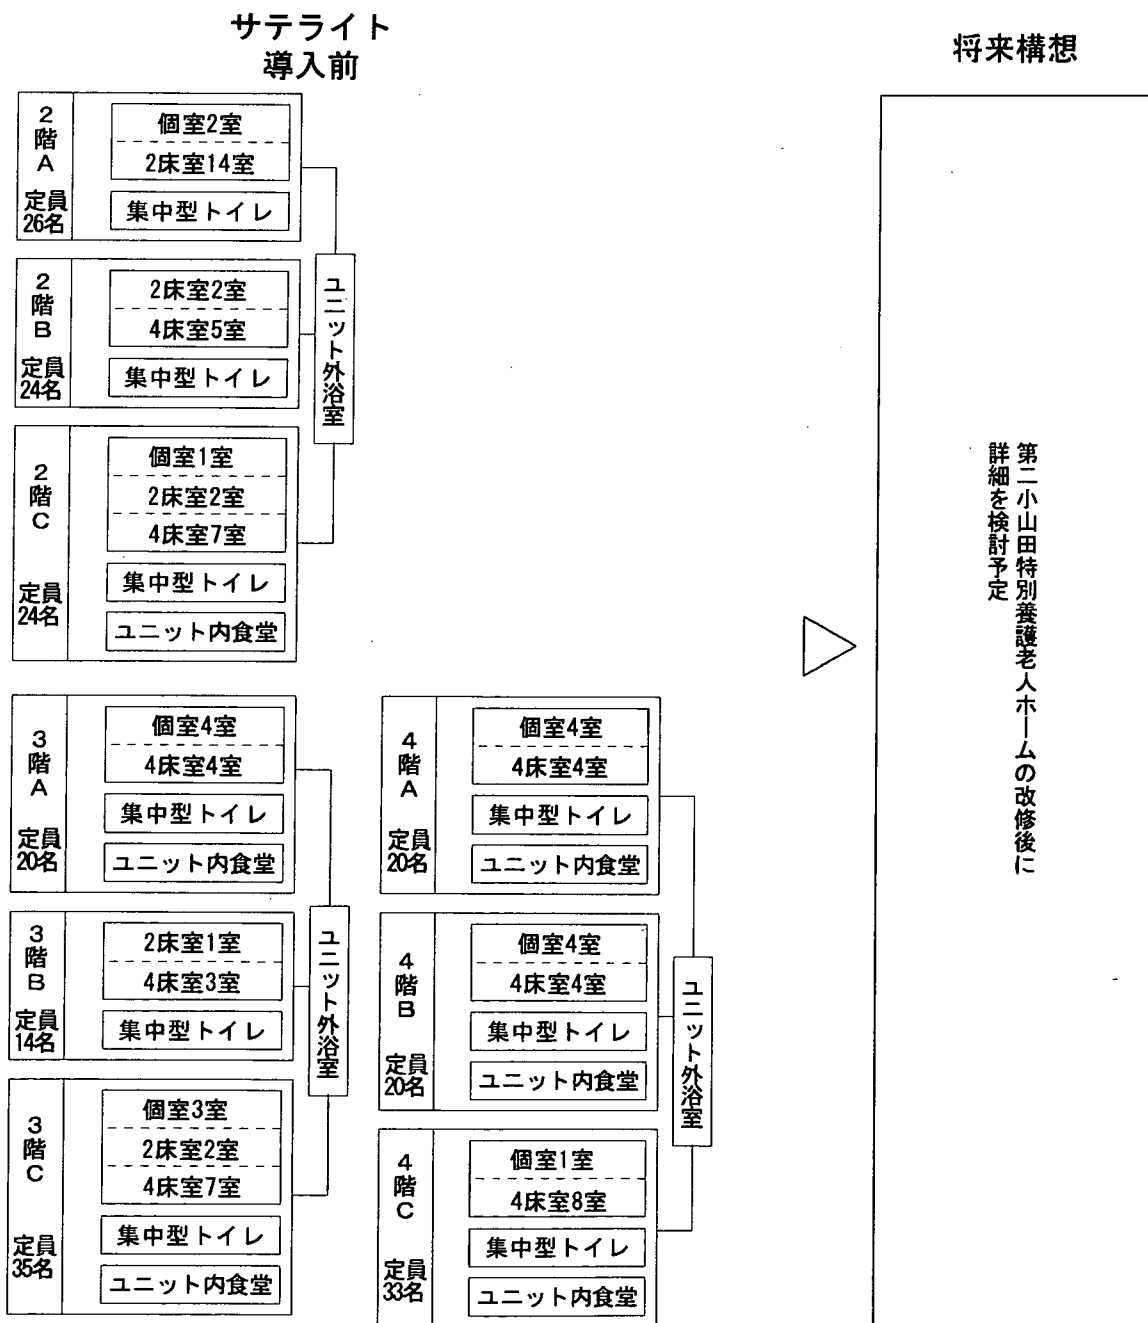 サテライト
導入前
将来構想
2階A
定員
26名
個室2室
2床室14室
集中型トイレ
2階B
定員
24名
2床室2室
4床室5室
集中型トイレ
2階C
定員
24名
個室1室
2床室2室
4床室7室
集中型トイレ
ユニット内食堂
ユニット外浴室
3階A
定員
20名
個室4室
4床室4室
集中型トイレ
ユニット内食堂
3階B
定員
14名
2床室1室
4床室3室
集中型トイレ
3階C
定員
35名
個室3室
2床室2室
4床室7室
集中型トイレ
ユニット内食堂
ユニット外浴室
4階A
定員
20名
個室4室
4床室4室
集中型トイレ
ユニット内食堂
4階B
定員
20名
個室4室
4床室4室
集中型トイレ
ユニット内食堂
4階C
定員
33名
個室1室
4床室8室
集中型トイレ
ユニット内食堂
ユニット外浴室
第二小山田特別養護老人ホームの改修後に
詳細を検討予定